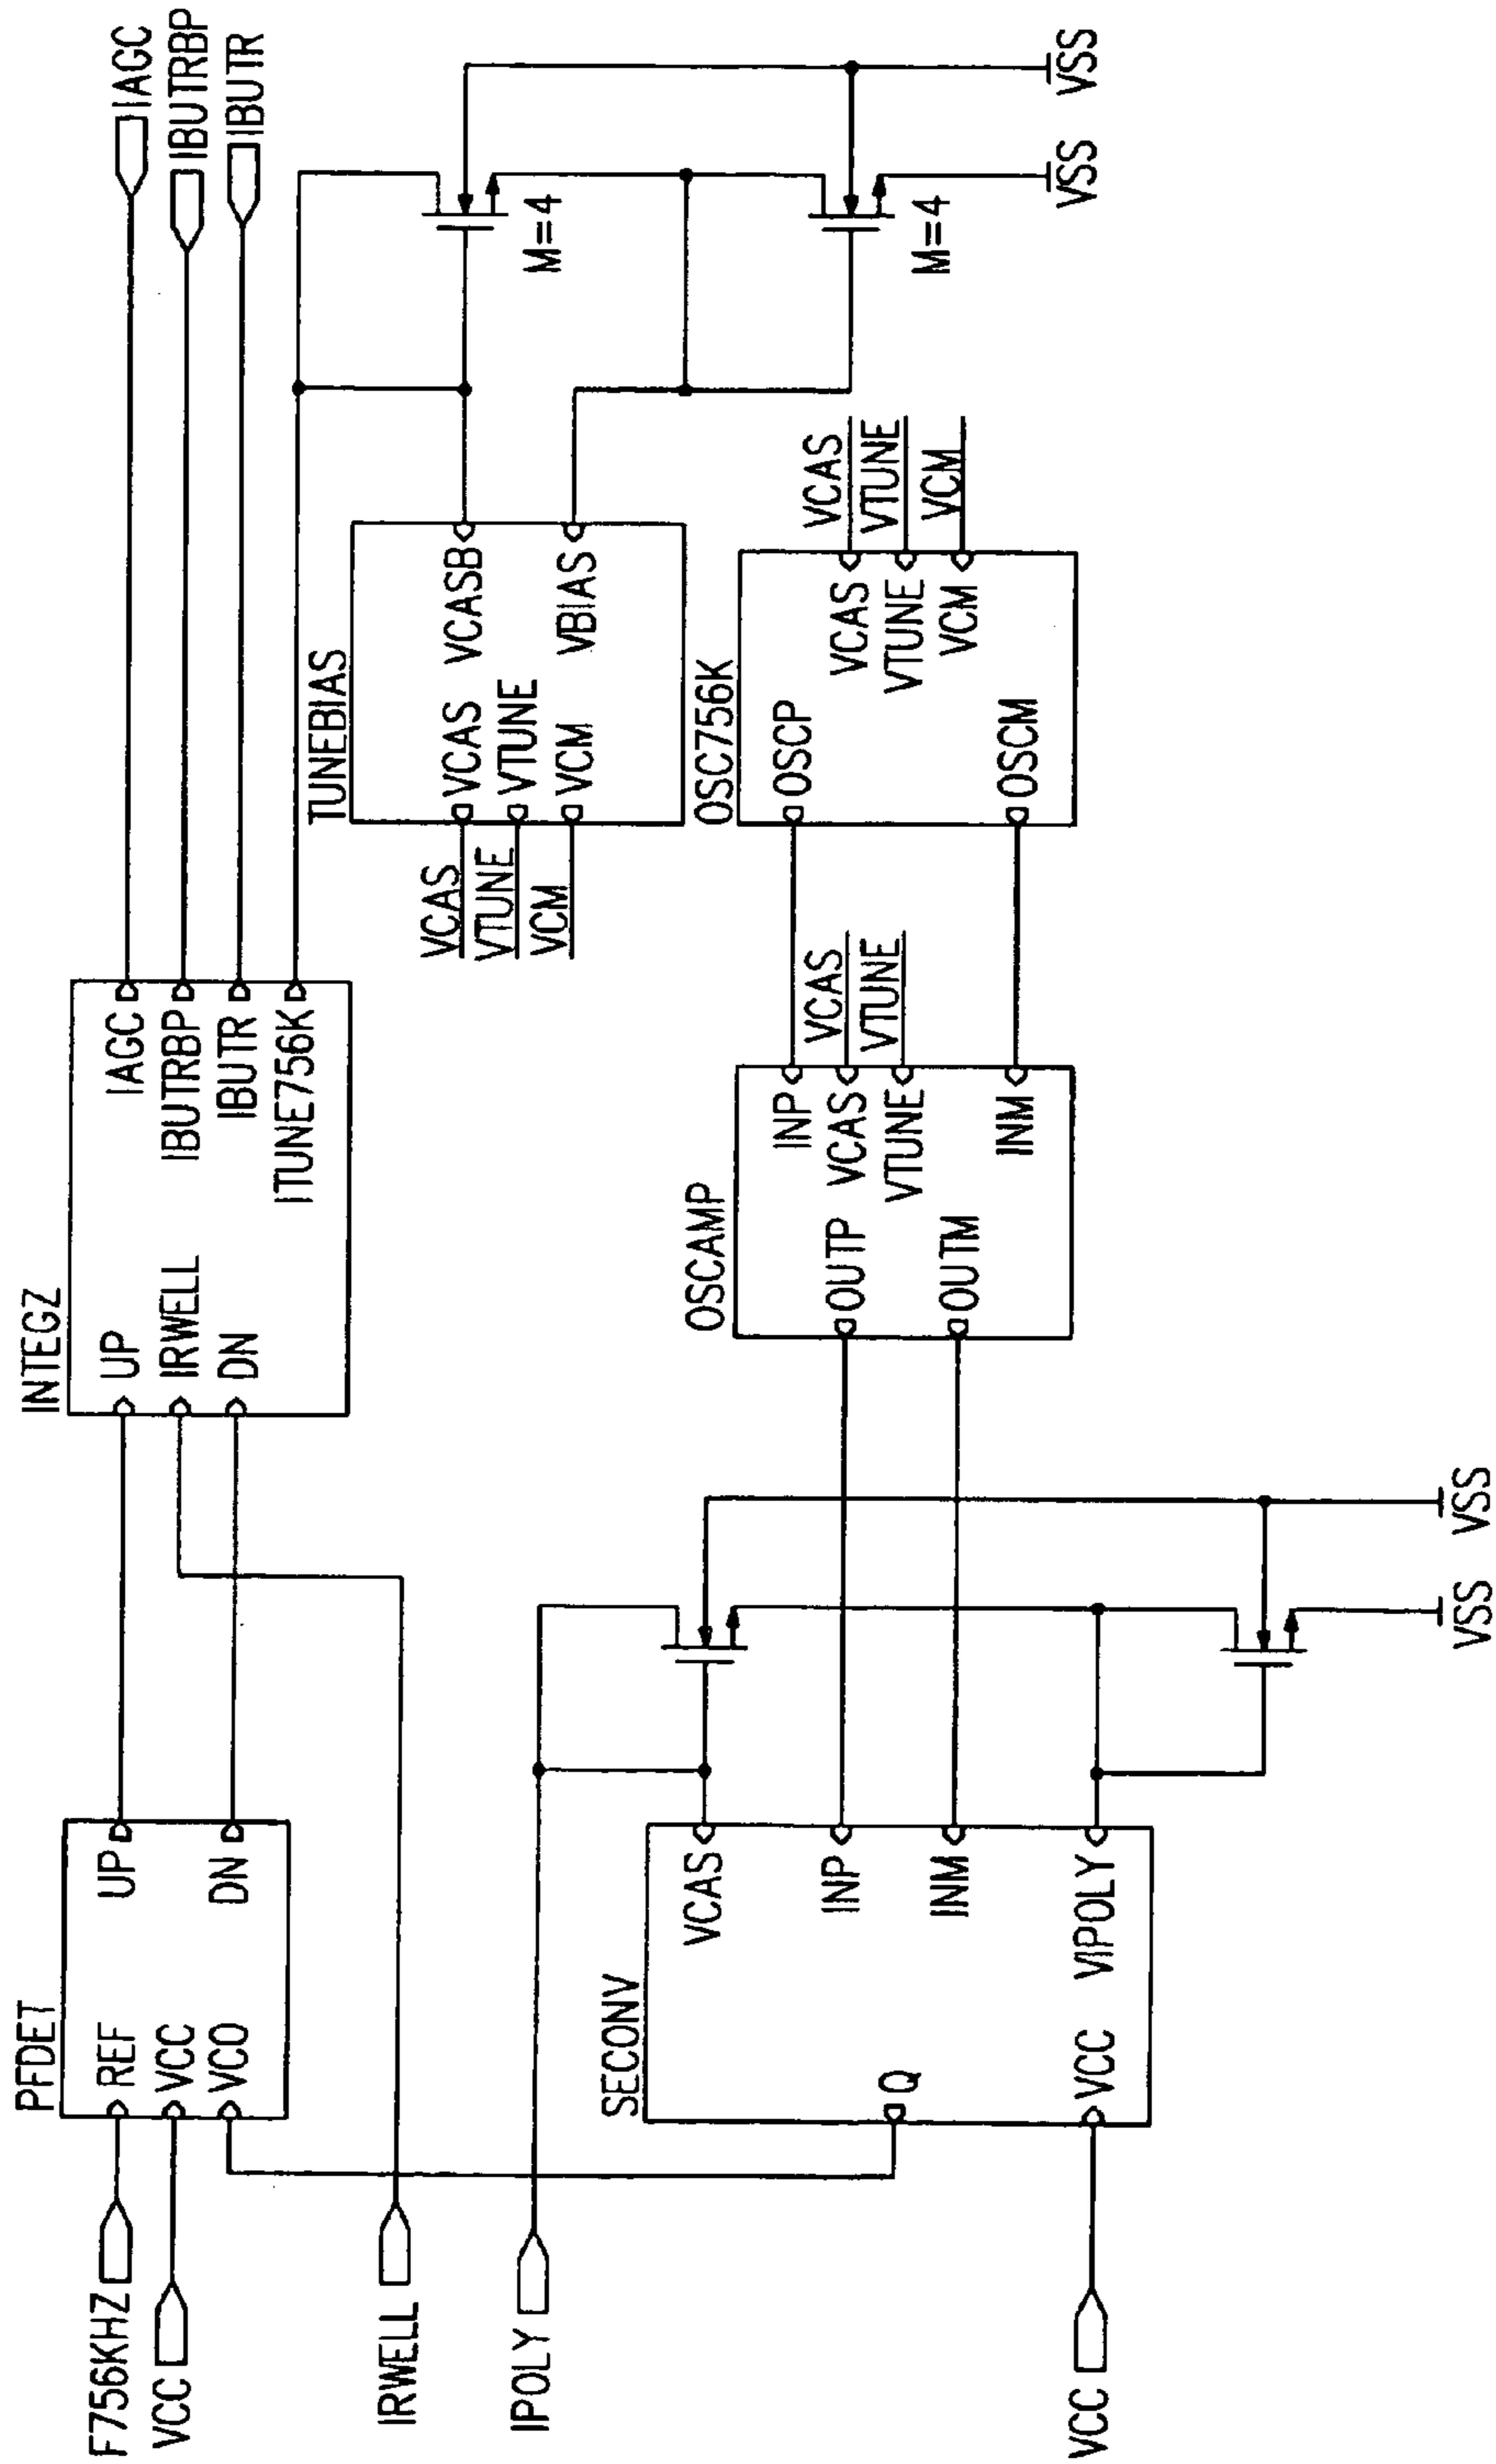 PFDET
F756KHZ
REF
UP
VCC
VCC
VCO
DN
INTEGZ
UP
IAGC
IAGC
IRWELL
IBUTRBP
IBUTRBP
DN
IBUTR
IBUTR
ITUNE756K
IRWELL
IPOLY
TUNEBIAS
VCAS
VCAS
VCASB
VTUNE
VTUNE
VCM
VCM
VBIAS
M=4
M=4
VSS
VSS
SECONV
VCAS
Q
INP
INM
VCC
VCC
VIPOLY
VSS
VSS
OSCAMP
OUTP
INP
VCAS
VCAS
VTUNE
VTUNE
OUTM
INM
OSC756K
OSCP
VCAS
VCAS
VTUNE
VTUNE
VCM
VCM
OSCM